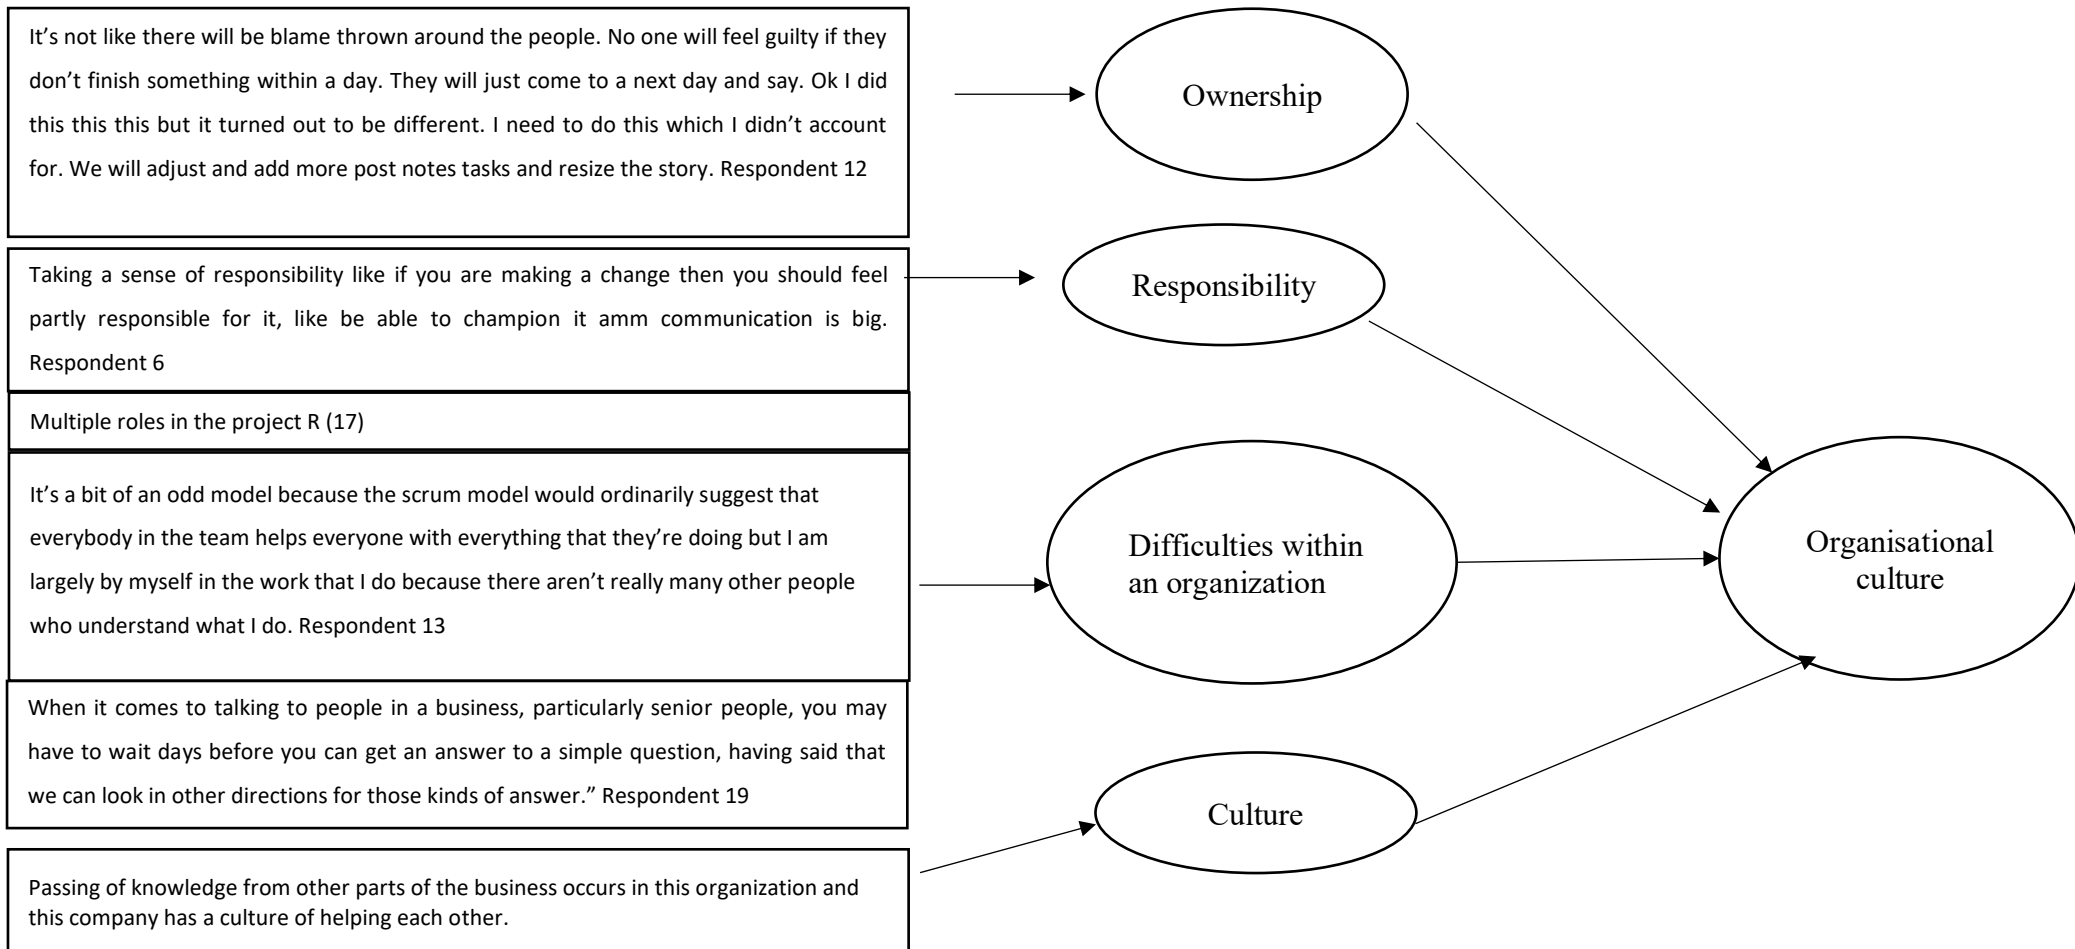 It’s not like there will be blame thrown around the people. No one will feel guilty if they
don’t finish something within a day. They will just come to a next day and say. Ok I did
this this this but it turned out to be different. I need to do this which I didn’t account
for. We will adjust and add more post notes tasks and resize the story. Respondent 12
Taking a sense of responsibility like if you are making a change then you should feel
partly responsible for it, like be able to champion it amm communication is big.
Respondent 6
Multiple roles in the project R (17)
It’s a bit of an odd model because the scrum model would ordinarily suggest that
everybody in the team helps everyone with everything that they’re doing but I am
largely by myself in the work that I do because there aren’t really many other people
who understand what I do. Respondent 13
When it comes to talking to people in a business, particularly senior people, you may
have to wait days before you can get an answer to a simple question, having said that
we can look in other directions for those kinds of answer.” Respondent 19
Passing of knowledge from other parts of the business occurs in this organization and
this company has a culture of helping each other.
Ownership
Responsibility
Difficulties within
an organization
Culture
Organisational
culture